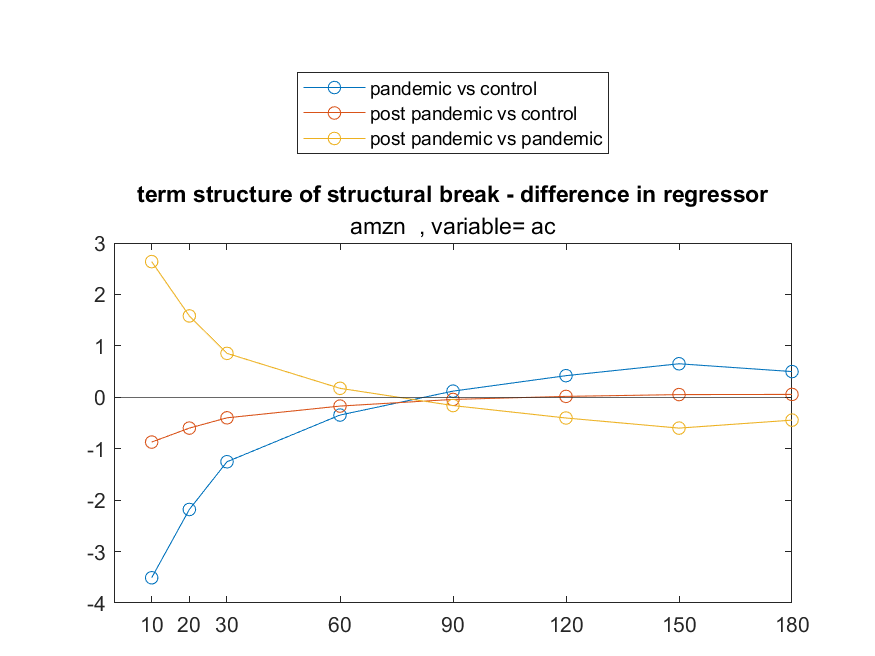 pandemic vs control
post pandemic vs control
post pandemic vs pandemic
term structure of structural break - difference in regressor
amzn  , variable= ac
3
2
1
0
-1
-2
-3
-4
10 20 30 60 90 120 150 180